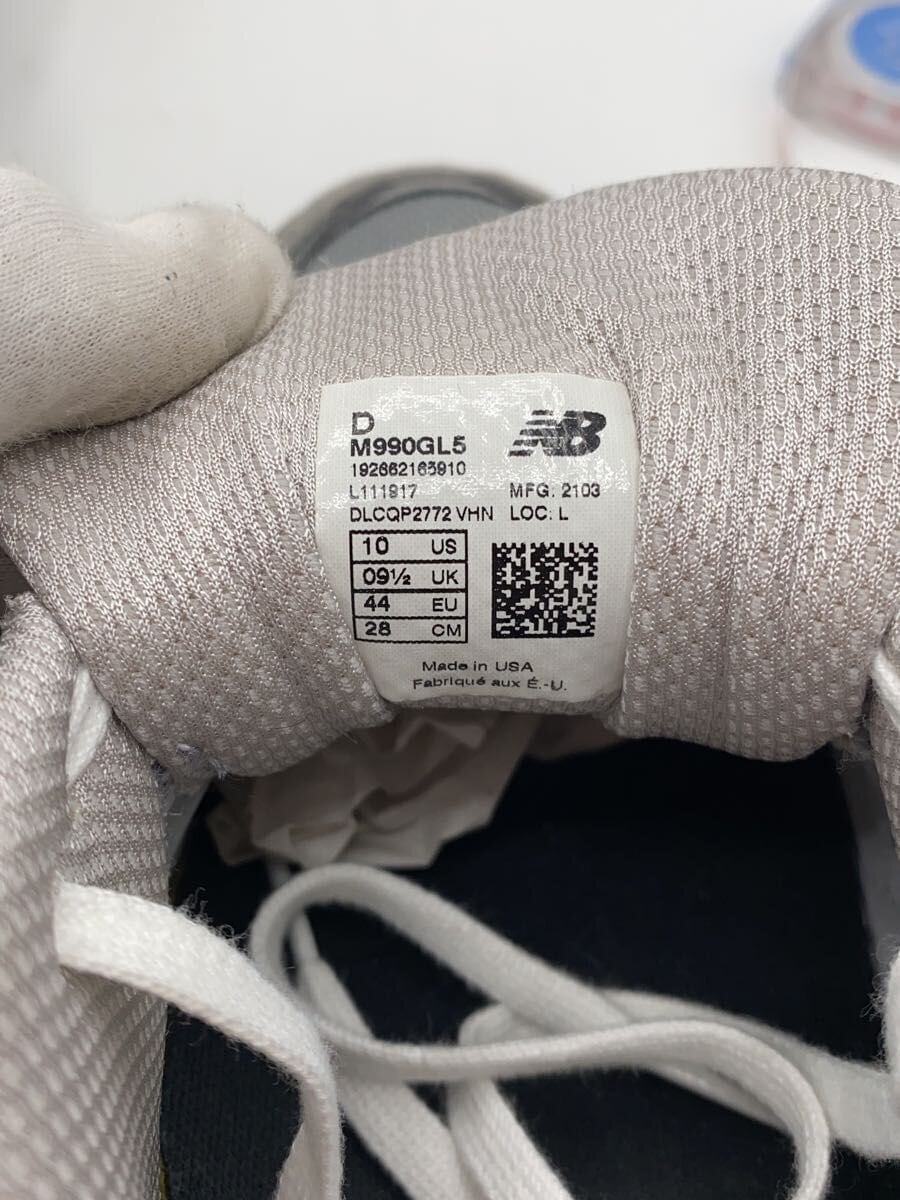 D
M990GL5
NB
192662163910
L111917
MFG: 2103
DLCQP2772 VHN LOC: L
10 US
09½ UK
44 EU
28 CM
Made in USA
Fabriqué aux É.-U.